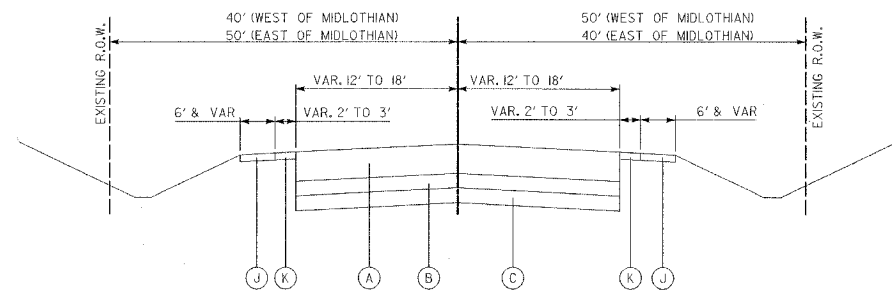 40' (WEST OF MIDLOTHIAN)
50' (EAST OF MIDLOTHIAN)
50' (WEST OF MIDLOTHIAN)
40' (EAST OF MIDLOTHIAN)
EXISTING R.O.W.
EXISTING R.O.W.
VAR. 12' TO 18'
VAR. 12' TO 18'
6' & VAR
VAR. 2' TO 3'
VAR. 2' TO 3'
6' & VAR
J
K
A
B
C
K
J